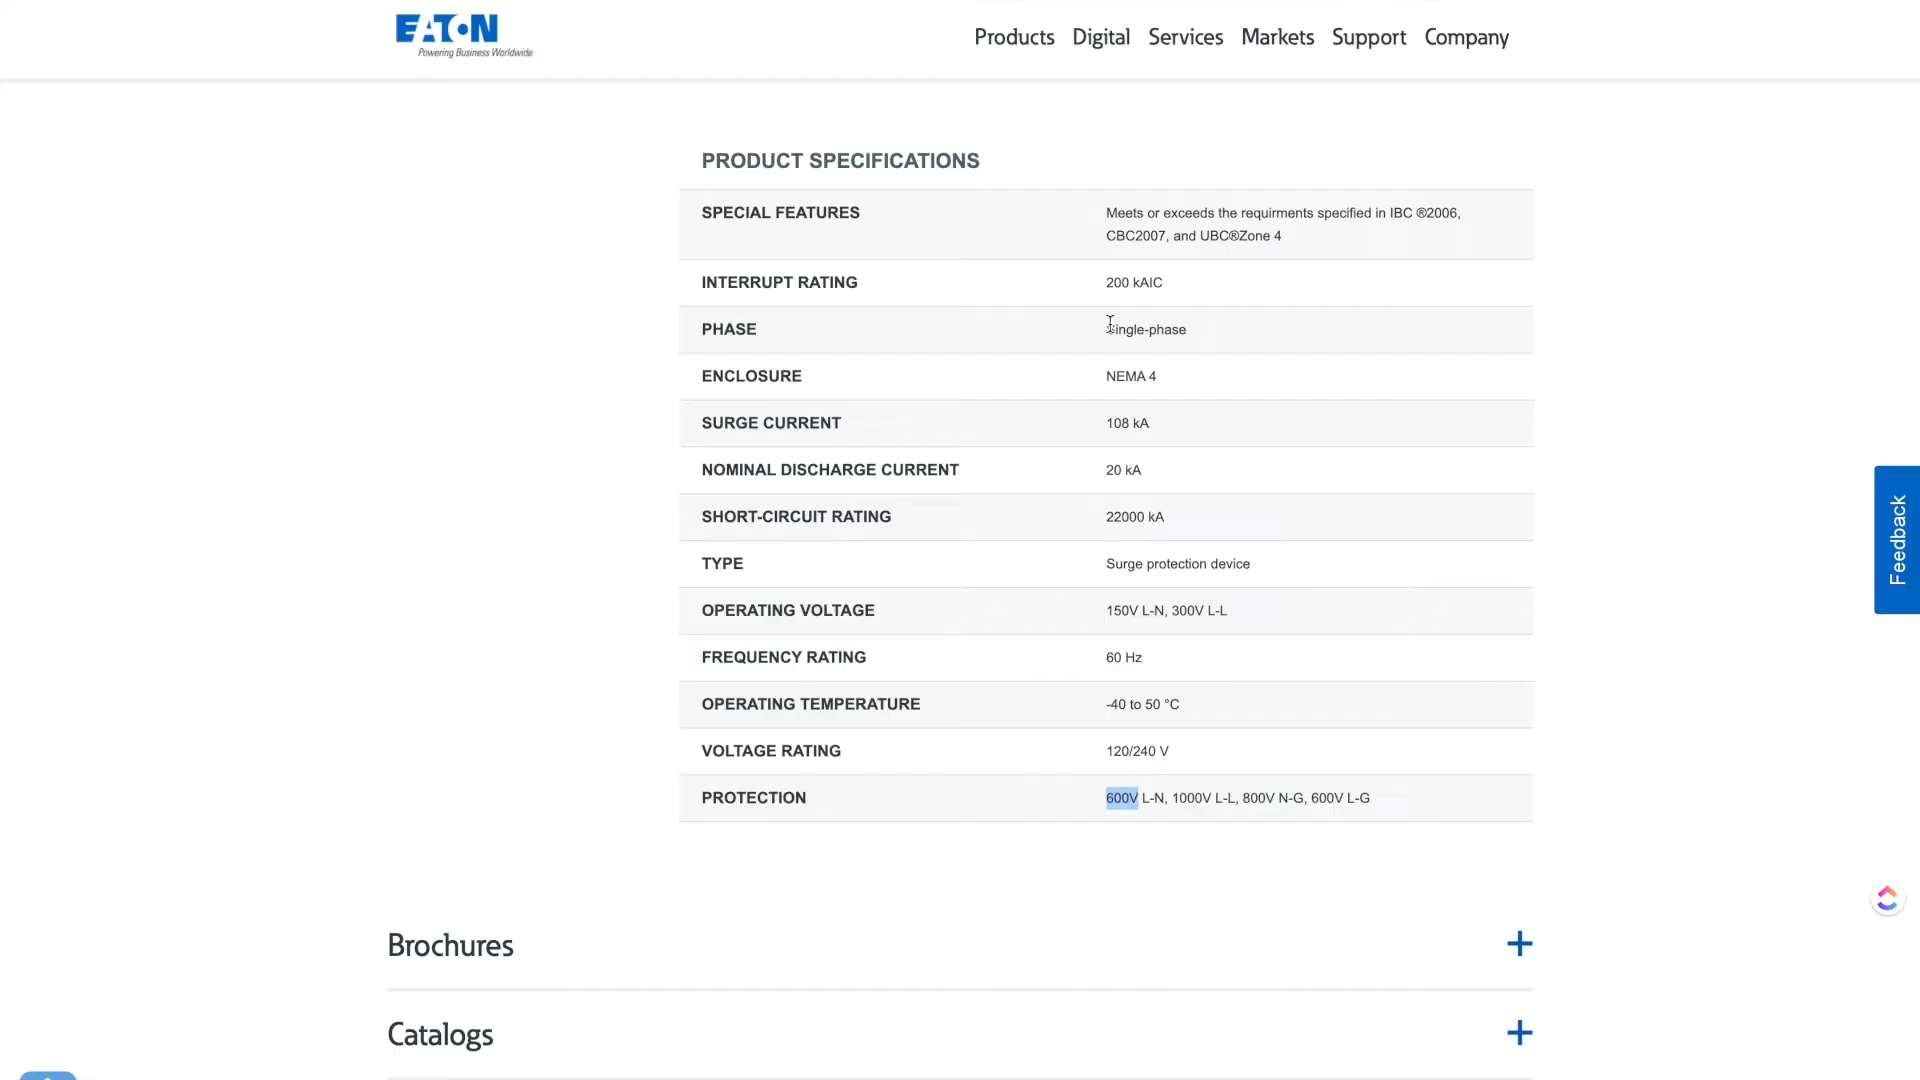 EATON
Powering Business Worldwide
Products Digital Services Markets Support Company
PRODUCT SPECIFICATIONS
SPECIAL FEATURES Meets or exceeds the requirments specified in IBC ®2006,
CBC2007, and UBC®Zone 4
INTERRUPT RATING 200 kAIC
PHASE Single-phase
ENCLOSURE NEMA 4
SURGE CURRENT 108 kA
NOMINAL DISCHARGE CURRENT 20 kA
SHORT-CIRCUIT RATING 22000 kA
TYPE Surge protection device
OPERATING VOLTAGE 150V L-N, 300V L-L
FREQUENCY RATING 60 Hz
OPERATING TEMPERATURE -40 to 50 °C
VOLTAGE RATING 120/240 V
PROTECTION 600V L-N, 1000V L-L, 800V N-G, 600V L-G
Feedback
Brochures
Catalogs